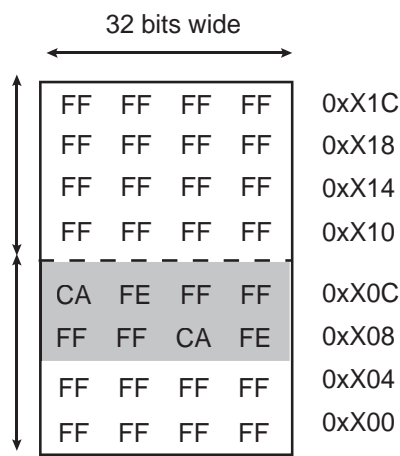 32 bits wide
FF FF FF FF 0xX1C
FF FF FF FF 0xX18
FF FF FF FF 0xX14
FF FF FF FF 0xX10
CA FE FF FF 0xX0C
FF FF CA FE 0xX08
FF FF FF FF 0xX04
FF FF FF FF 0xX00